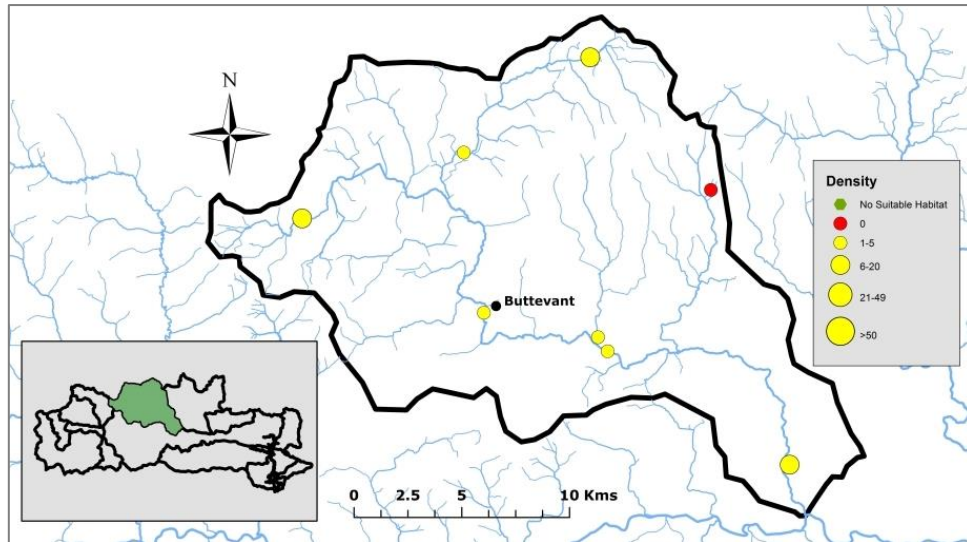 N
Density
No Suitable Habitat
0
1-5
6-20
21-49
>50
Buttevant
0 2.5 5 10 Kms